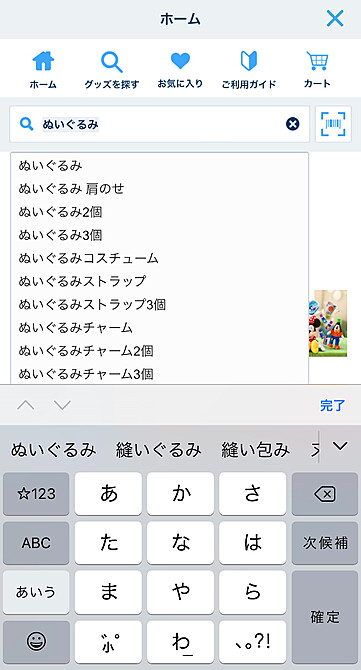 ホーム
ホーム グッズを探す お気に入り ご利用ガイド カート
ぬいぐるみ
ぬいぐるみ
ぬいぐるみ 肩のせ
ぬいぐるみ2個
ぬいぐるみ3個
ぬいぐるみコスチューム
ぬいぐるみストラップ
ぬいぐるみストラップ3個
ぬいぐるみチャーム
ぬいぐるみチャーム2個
ぬいぐるみチャーム3個
完了
ぬいぐるみ 縫いぐるみ 縫い包み
☆123 あ か さ
ABC た な は 次候補
あいう ま や ら 確定
゛゜小 わ_ 、。?!